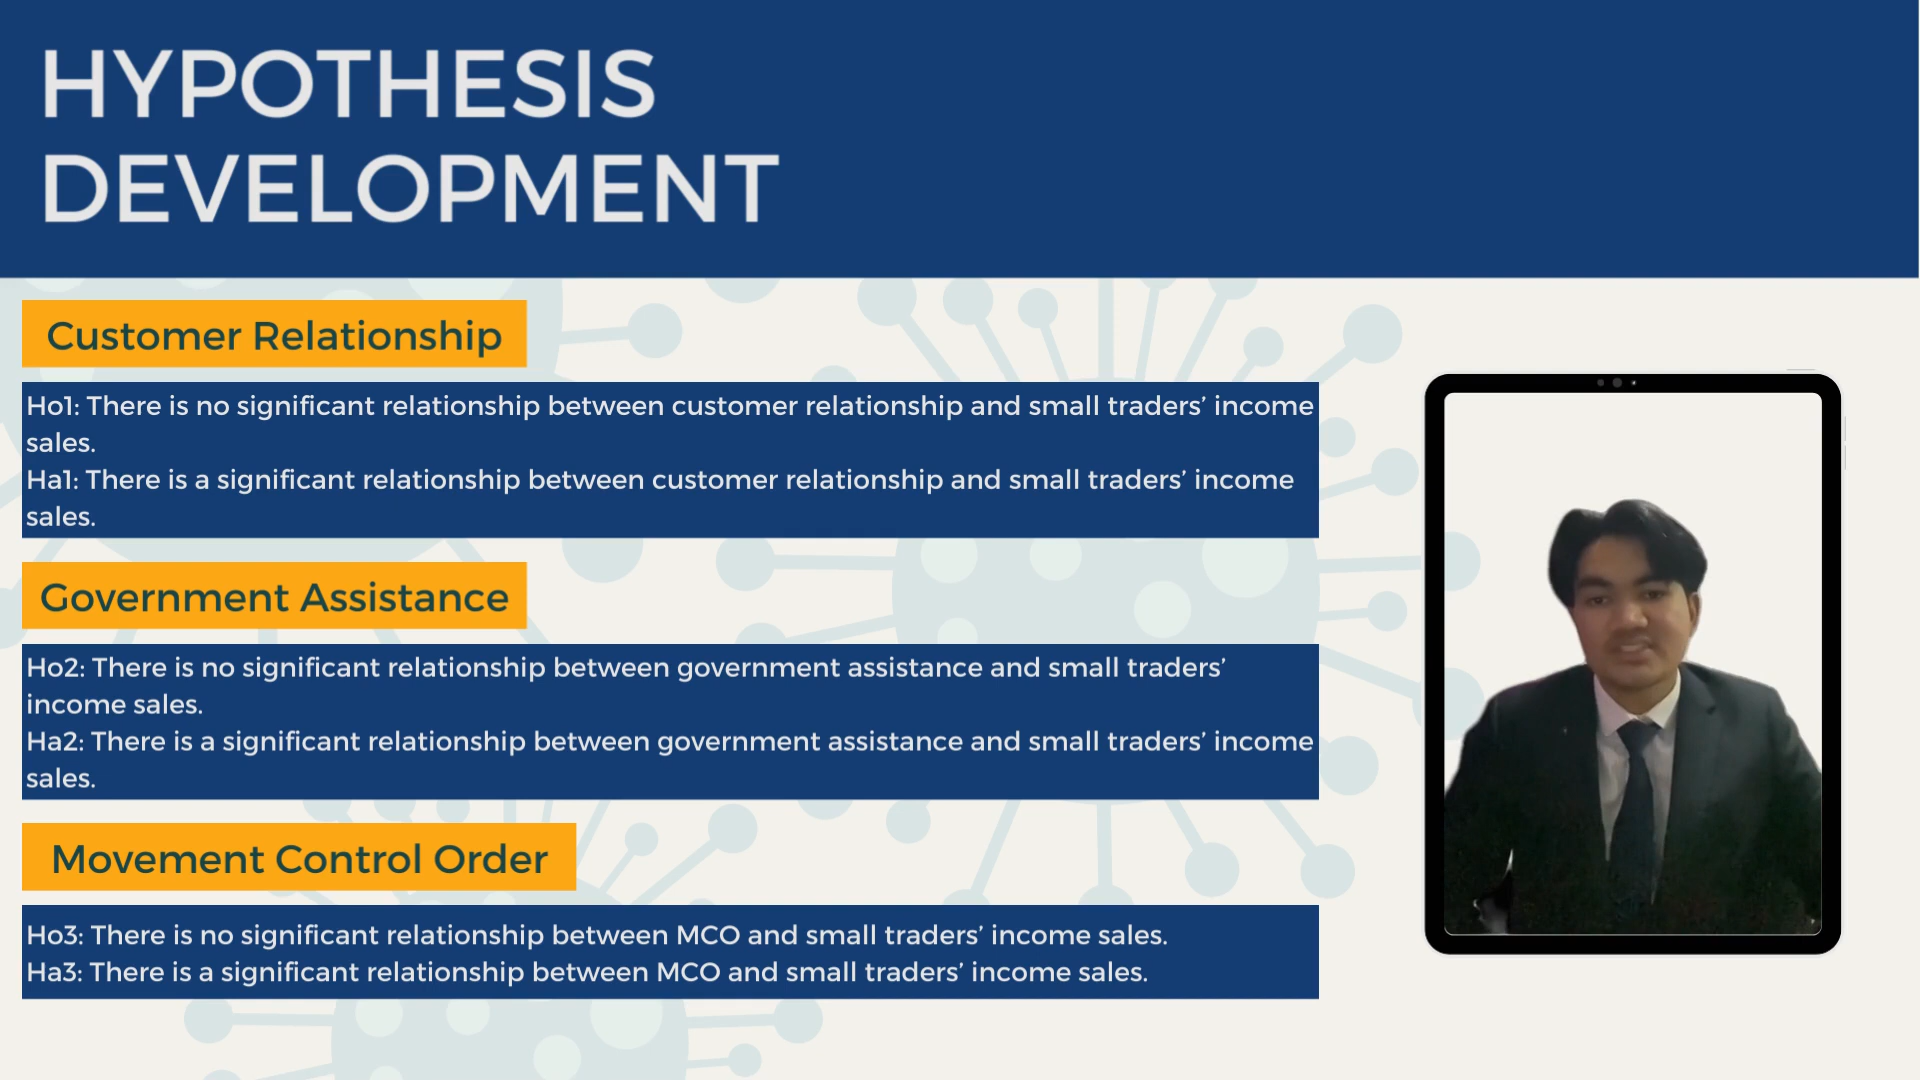 HYPOTHESIS
DEVELOPMENT
Customer Relationship
Ho1: There is no significant relationship between customer relationship and small traders’ income
sales.
Ha1: There is a significant relationship between customer relationship and small traders’ income
sales.
Government Assistance
Ho2: There is no significant relationship between government assistance and small traders’
income sales.
Ha2: There is a significant relationship between government assistance and small traders’ income
sales.
Movement Control Order
Ho3: There is no significant relationship between MCO and small traders’ income sales.
Ha3: There is a significant relationship between MCO and small traders’ income sales.